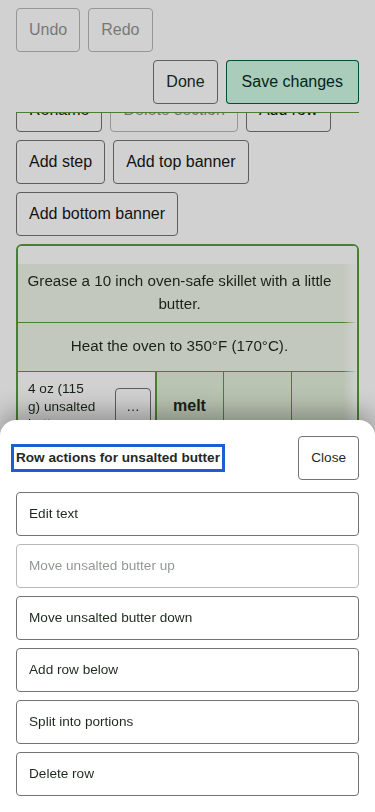 Undo Redo
Done Save changes
Rename Delete section Add row
Add step Add top banner
Add bottom banner
Grease a 10 inch oven-safe skillet with a little
butter.
Heat the oven to 350°F (170°C).
4 oz (115
g) unsalted
... melt
Row actions for unsalted butter Close
Edit text
Move unsalted butter up
Move unsalted butter down
Add row below
Split into portions
Delete row